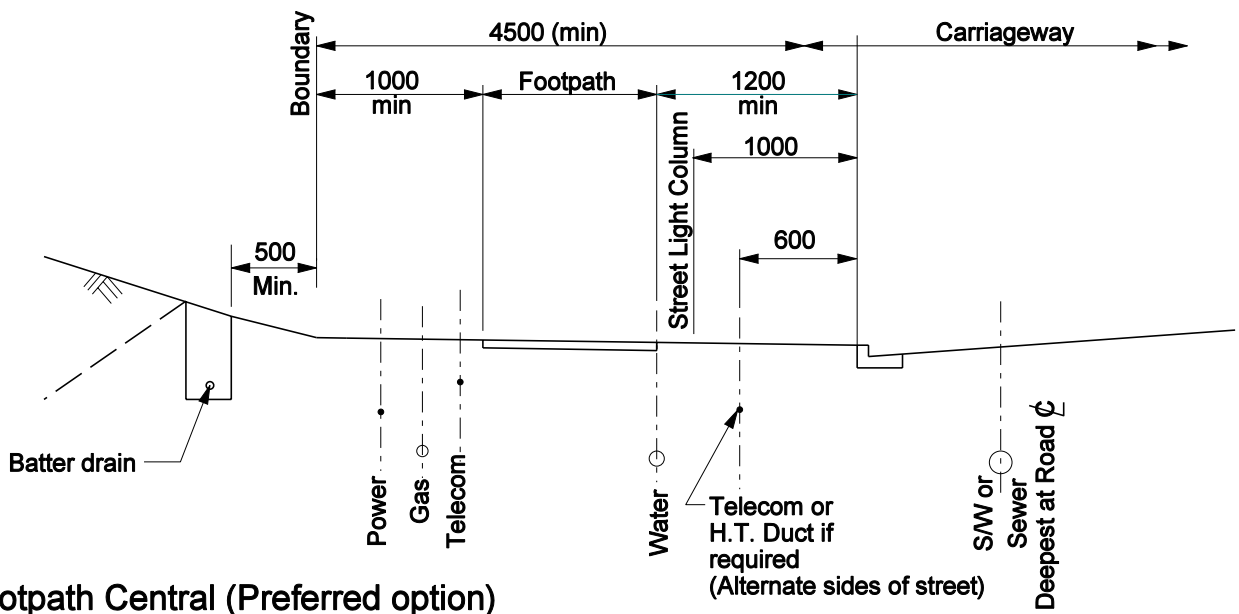 4500 (min)
Carriageway
Boundary
1000
min
Footpath
1200
min
Street Light Column
1000
600
500
Min.
Batter drain
Power
Gas
Telecom
Water
Telecom or
H.T. Duct if
required
(Alternate sides of street)
S/W or
Sewer
Deepest at Road ⅊
otpath Central (Preferred option)